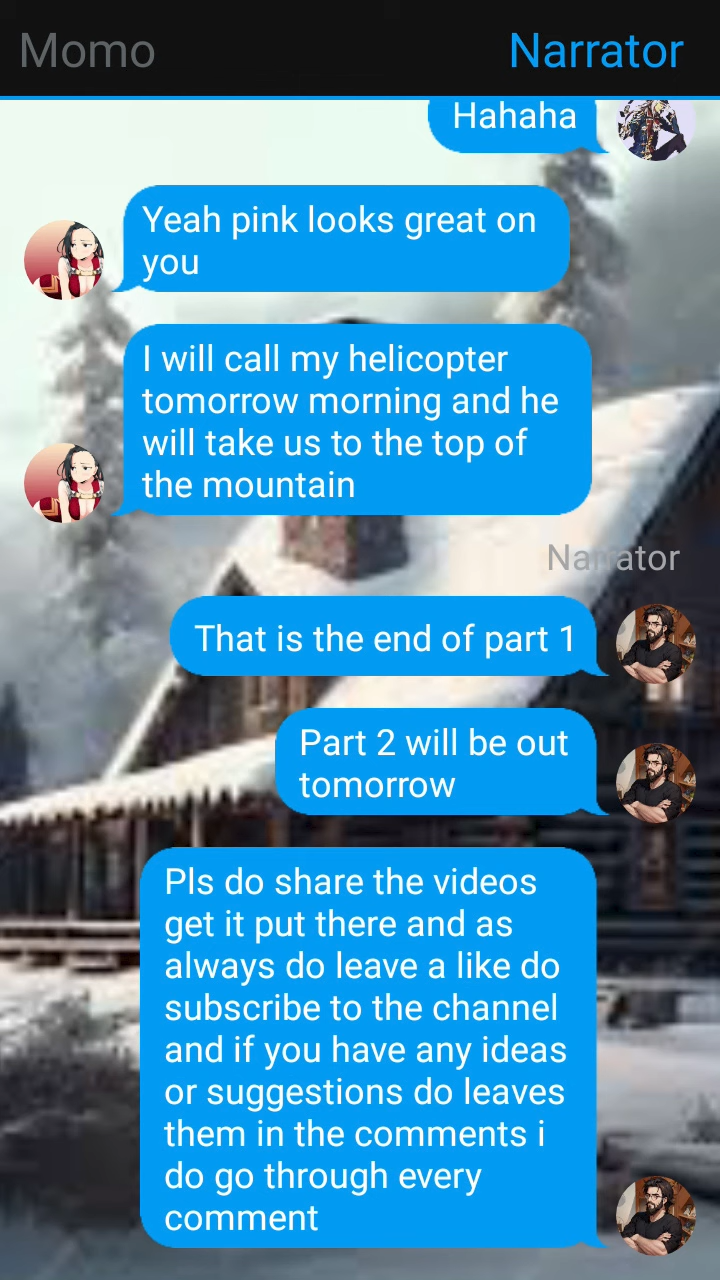 Momo
Narrator
Hahaha
Yeah pink looks great on
you
I will call my helicopter
tomorrow morning and he
will take us to the top of
the mountain
Narrator
That is the end of part 1
Part 2 will be out
tomorrow
Pls do share the videos
get it put there and as
always do leave a like do
subscribe to the channel
and if you have any ideas
or suggestions do leaves
them in the comments i
do go through every
comment